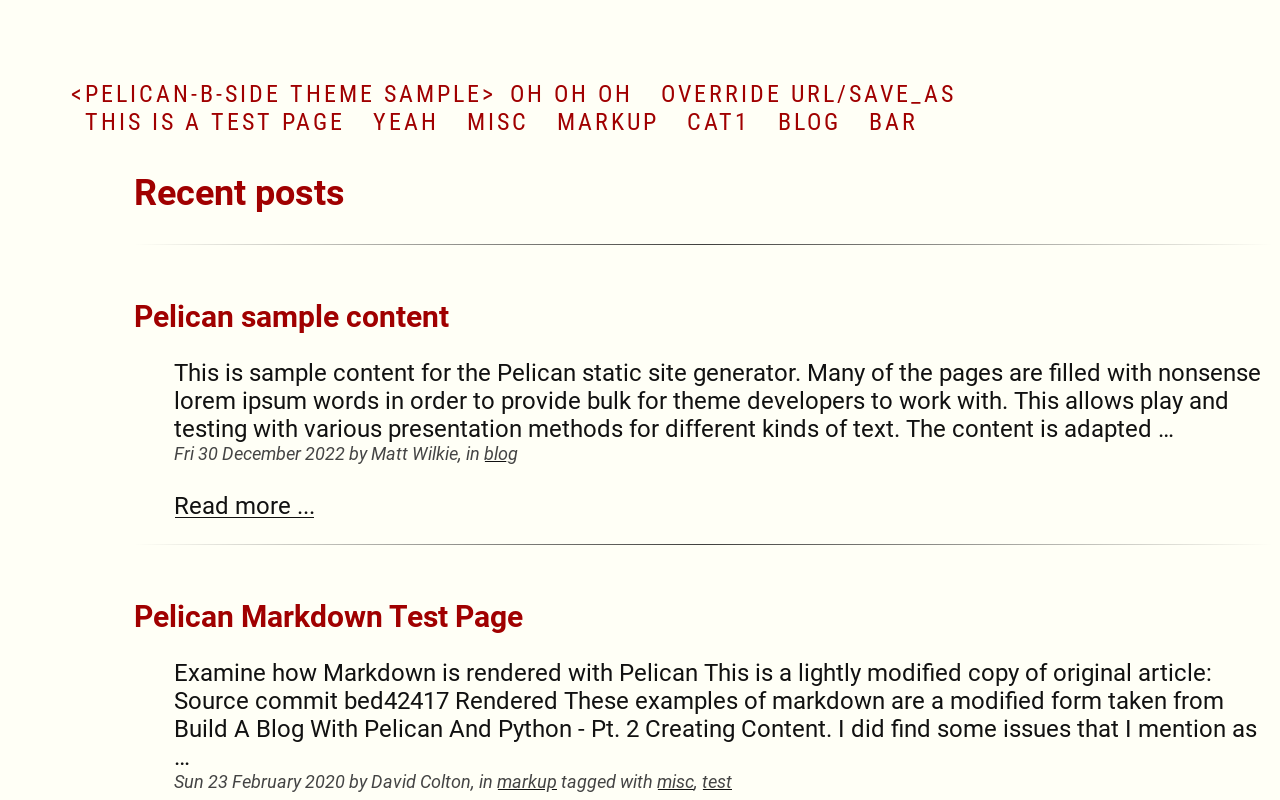 <PELICAN-B-SIDE THEME SAMPLE> OH OH OH OVERRIDE URL/SAVE_AS
THIS IS A TEST PAGE YEAH MISC MARKUP CAT1 BLOG BAR
Recent posts
Pelican sample content
This is sample content for the Pelican static site generator. Many of the pages are filled with nonsense
lorem ipsum words in order to provide bulk for theme developers to work with. This allows play and
testing with various presentation methods for different kinds of text. The content is adapted …
Fri 30 December 2022 by Matt Wilkie, in blog
Read more ...
Pelican Markdown Test Page
Examine how Markdown is rendered with Pelican This is a lightly modified copy of original article:
Source commit bed42417 Rendered These examples of markdown are a modified form taken from
Build A Blog With Pelican And Python - Pt. 2 Creating Content. I did find some issues that I mention as
…
Sun 23 February 2020 by David Colton, in markup tagged with misc, test